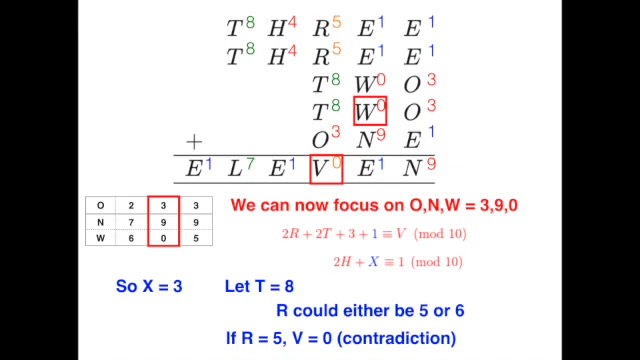 T8 H4 R5 E1 E1
T8 H4 R5 E1 E1
T8 W0 O3
T8 W0 O3
+ O3 N9 E1
E1 L7 E1 V0 E1 N9
O 2 3 3
N 7 9 9
W 6 0 5
We can now focus on O,N,W = 3,9,0
2R + 2T + 3 + 1 ≡ V (mod 10)
2H + X ≡ 1 (mod 10)
So X = 3 Let T = 8
R could either be 5 or 6
If R = 5, V = 0 (contradiction)